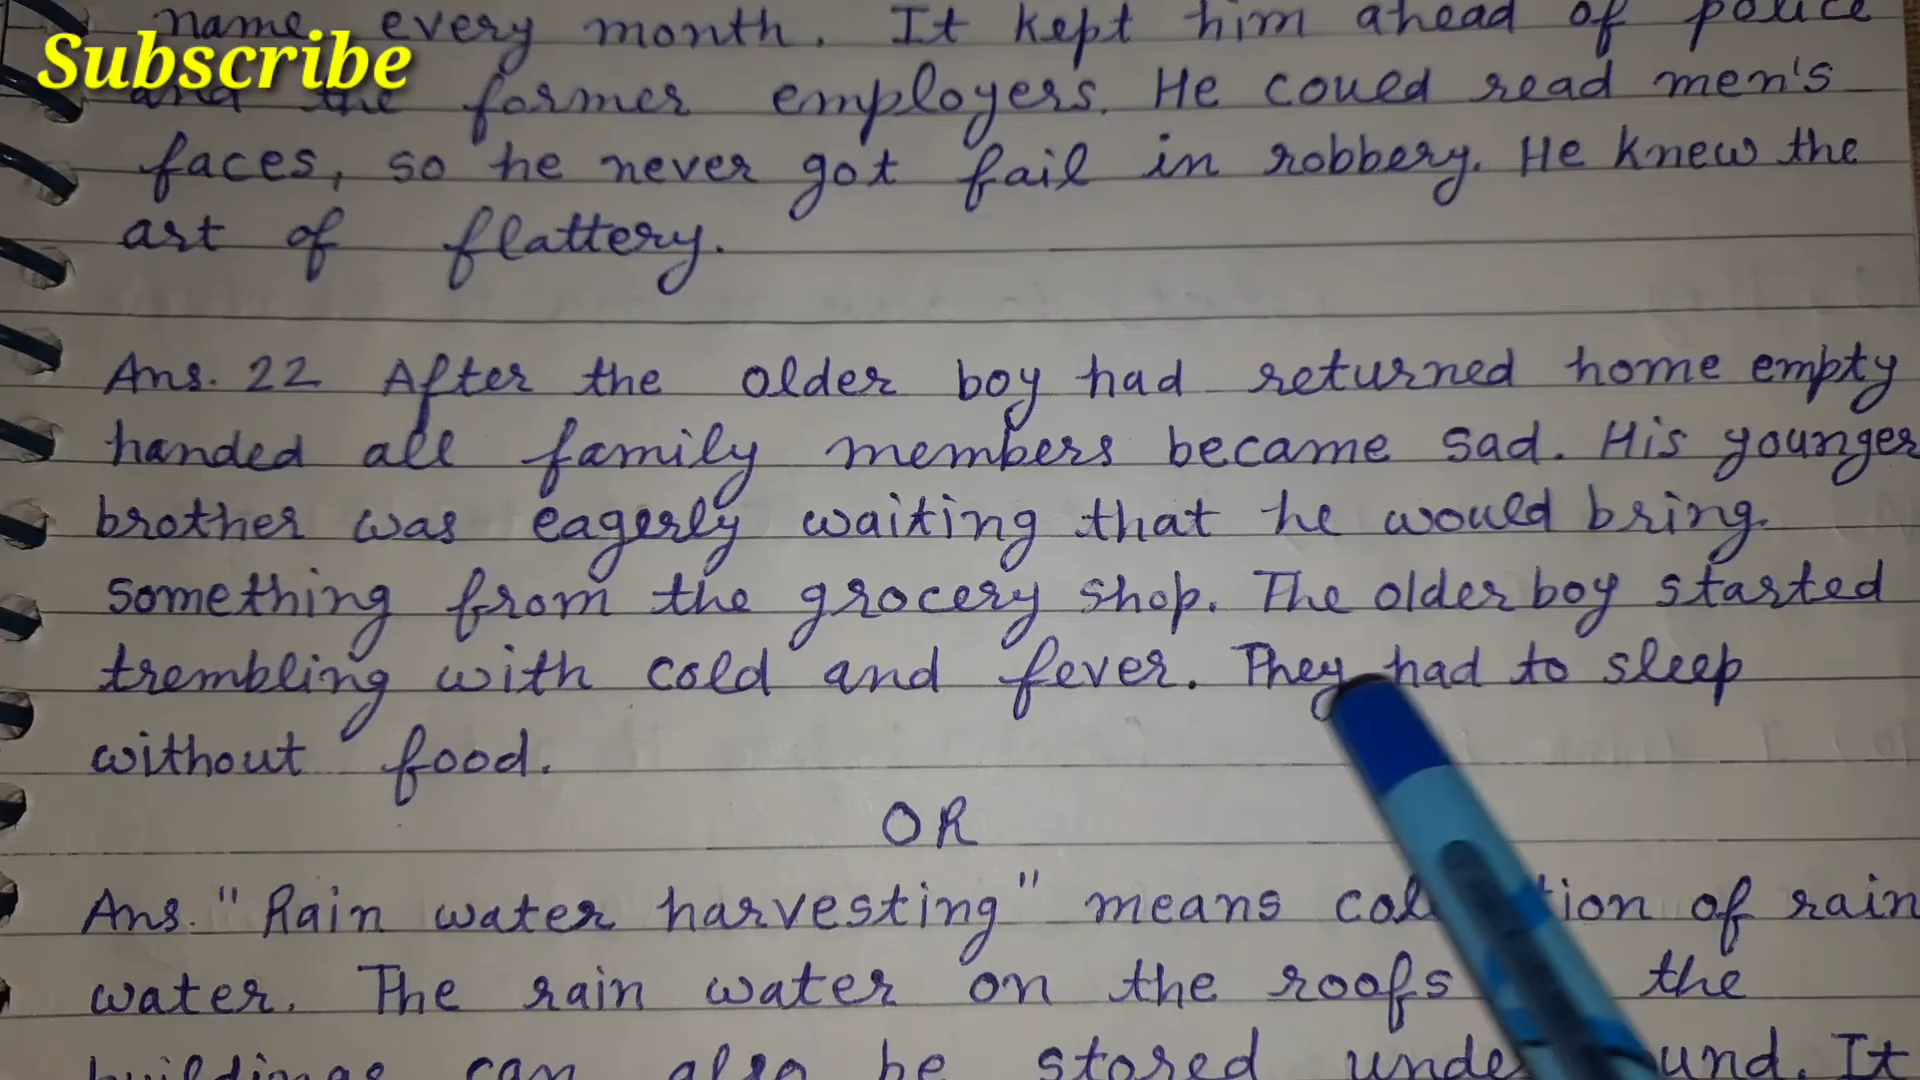 name every month. It kept him ahead of police
Subscribe
and the former employers. He could read men's
faces, so he never got fail in robbery. He knew the
art of flattery.
Ans. 22 After the older boy had returned home empty
handed all family members became sad. His younger
brother was eagerly waiting that he would bring
something from the grocery shop. The older boy started
trembling with cold and fever. They had to sleep
without food.
OR
Ans. "Rain water harvesting" means of rain
water. The rain water on the roofs the
buildings can also be stored It